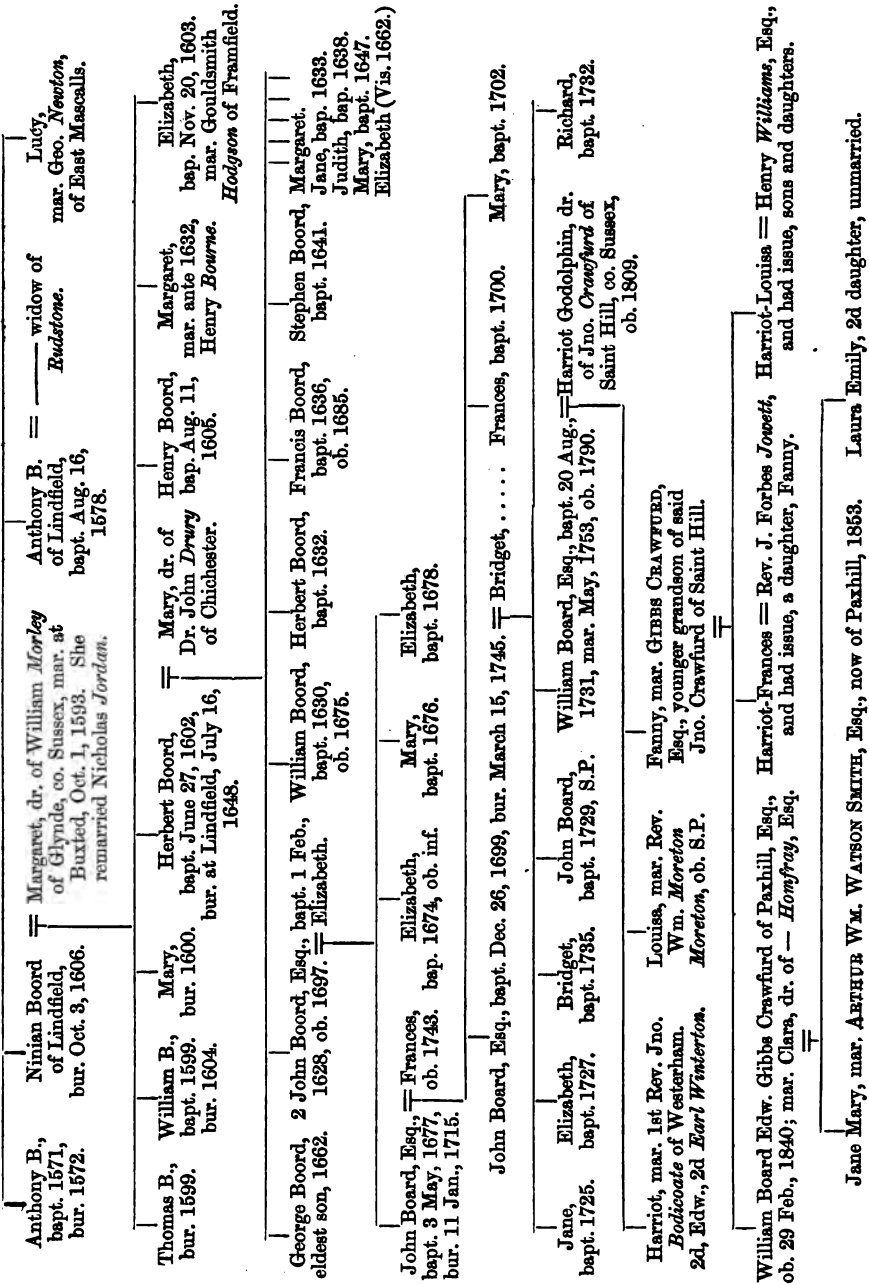 Anthony B.,
bapt. 1571,
bur. 1572.
Ninian Boord
of Lindfield,
bur. Oct. 3, 1606.
= Margaret, dr. of William Morley
of Glynde, co. Sussex, mar. at
Buxted, Oct. 1, 1593. She
remarried Nicholas Jordan.
Anthony B. = —— widow of
of Lindfield, Rudstone.
bapt. Aug. 16,
1578.
Lucy,
mar. Geo. Newton,
of East Mascalls.
Thomas B.,
bur. 1599.
William B.,
bapt. 1599.
bur. 1604.
Mary,
bur. 1600.
Herbert Boord,
bapt. June 27, 1602,
bur. at Lindfield, July 16,
1648.
= Mary, dr. of
Dr. John Drury
of Chichester.
Henry Boord,
bap. Aug. 11,
1605.
Margaret,
mar. ante 1632,
Henry Bourne.
Elizabeth,
bap. Nov. 20, 1603.
mar. Gouldsmith
Hodgson of Framfield.
George Boord,
eldest son, 1662.
2 John Boord, Esq., bapt. 1 Feb.,
1628, ob. 1697. = Elizabeth.
William Boord,
bapt. 1630,
ob. 1675.
Herbert Boord,
bapt. 1632.
Francis Boord,
bapt. 1636,
ob. 1685.
Stephen Boord,
bapt. 1641.
Margaret.
Jane, bap. 1633.
Judith, bap. 1638.
Mary, bapt. 1647.
Elizabeth (Vis. 1662.)
John Board, Esq., = Frances,
bapt. 3 May, 1677, ob. 1743.
bur. 11 Jan., 1715.
Elizabeth,
bap. 1674, ob. inf.
Mary,
bapt. 1676.
Elizabeth,
bapt. 1678.
John Board, Esq., bapt. Dec. 26, 1699, bur. March 15, 1745. = Bridget, .....
Frances, bapt. 1700.
Mary, bapt. 1702.
Jane,
bapt. 1725.
Elizabeth,
bapt. 1727.
Bridget,
bapt. 1735.
John Board,
bapt. 1729, S.P.
William Board, Esq., bapt. 20 Aug.,
1731, mar. May, 1753, ob. 1790.
= Harriot Godolphin, dr.
of Jno. Crawfurd of
Saint Hill, co. Sussex,
ob. 1809.
Richard,
bapt. 1732.
Harriot, mar. 1st Rev. Jno.
Bodicoate of Westerham.
2d, Edw., 2d Earl Winterton.
Louisa, mar. Rev.
Wm. Moreton
Moreton, ob. S.P.
Fanny, mar. GIBBS CRAWFURD,
Esq., younger grandson of said
Jno. Crawfurd of Saint Hill.
William Board Edw. Gibbs Crawfurd of Paxhill, Esq.,
ob. 29 Feb., 1840; mar. Clara, dr. of — Homfray, Esq.
Harriot-Frances = Rev. J. Forbes Jowett,
and had issue, a daughter, Fanny.
Harriot-Louisa = Henry Williams, Esq.,
and had issue, sons and daughters.
Jane Mary, mar. ARTHUR WM. WATSON SMITH, Esq., now of Paxhill, 1853.
Laura Emily, 2d daughter, unmarried.